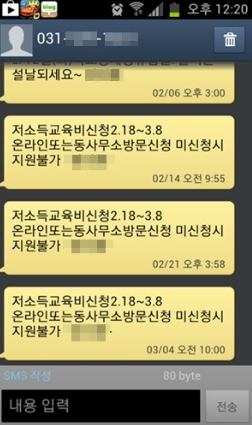 오후 12:20
031-
설날되세요~
02/06 오후 3:00
저소득교육비신청2.18~3.8
온라인또는동사무소방문신청 미신청시
지원불가
02/14 오전 9:55
저소득교육비신청2.18~3.8
온라인또는동사무소방문신청 미신청시
지원불가
02/21 오후 3:58
저소득교육비신청2.18~3.8
온라인또는동사무소방문신청 미신청시
지원불가
03/04 오전 10:00
SMS 작성 80 byte
내용 입력 전송